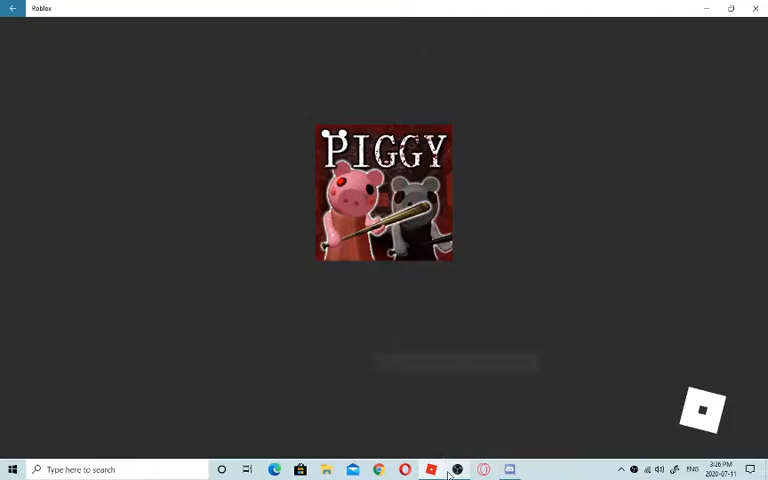 Roblox
PIGGY
Type here to search
ENG
3:26 PM
2020-07-11